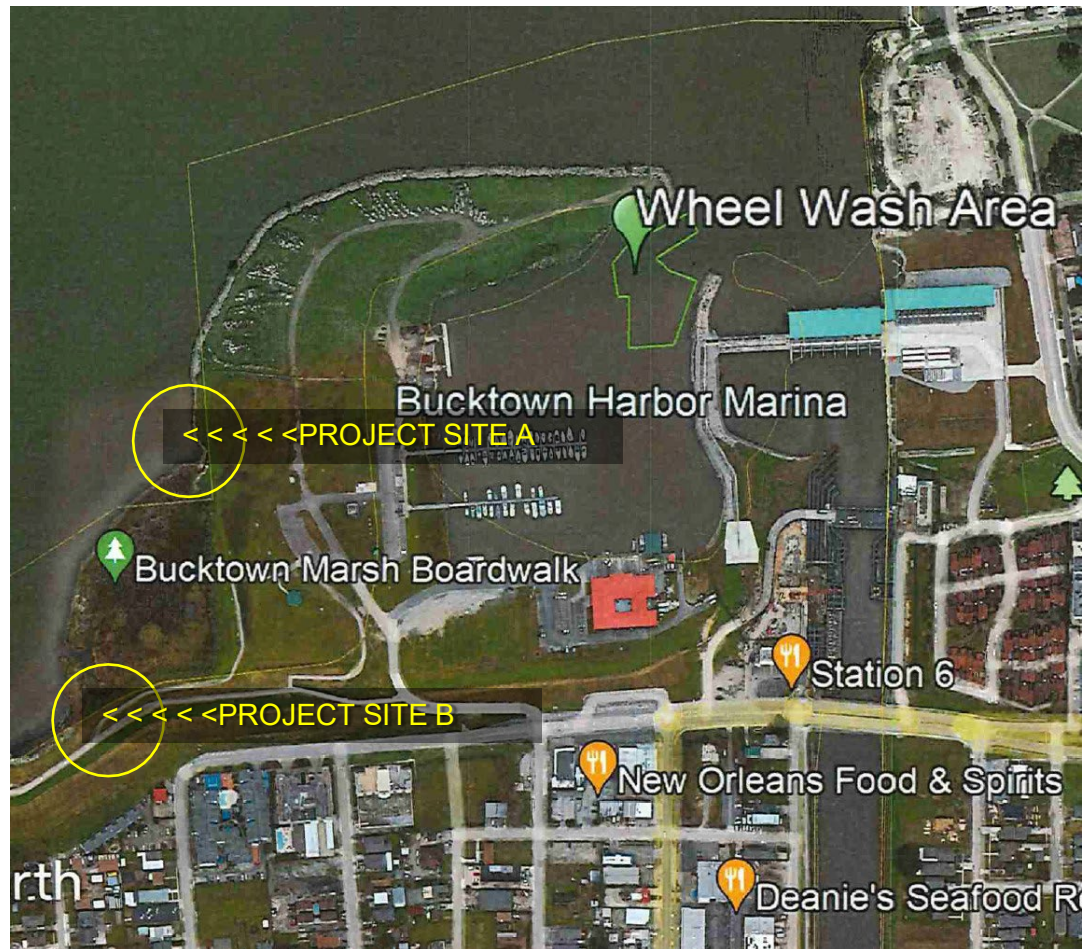 Wheel Wash Area
Bucktown Harbor Marina
< < < < <PROJECT SITE A
Bucktown Marsh Boardwalk
Station 6
< < < < <PROJECT SITE B
New Orleans Food & Spirits
rth
Deanie's Seafood R